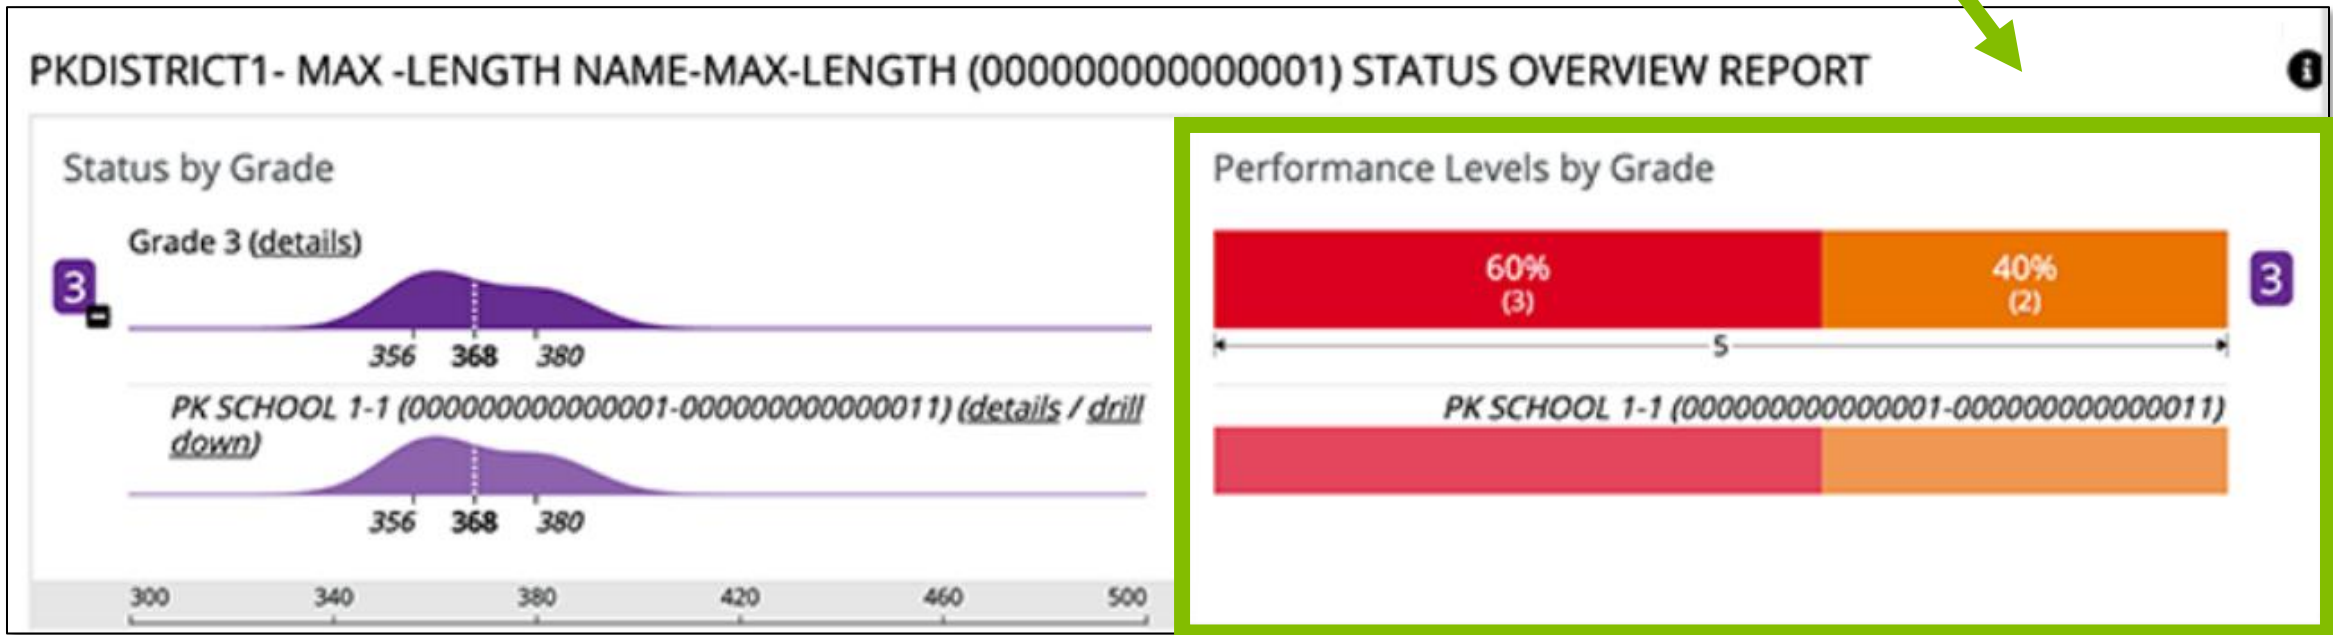 PKDISTRICT1- MAX -LENGTH NAME-MAX-LENGTH (000000000000001) STATUS OVERVIEW REPORT
Status by Grade
Grade 3 (details)
3
356 368 380
PK SCHOOL 1-1 (000000000000001-000000000000011) (details / drill
down)
356 368 380
300 340 380 420 460 500
Performance Levels by Grade
60% 40%
(3) (2)
3
5
PK SCHOOL 1-1 (000000000000001-000000000000011)